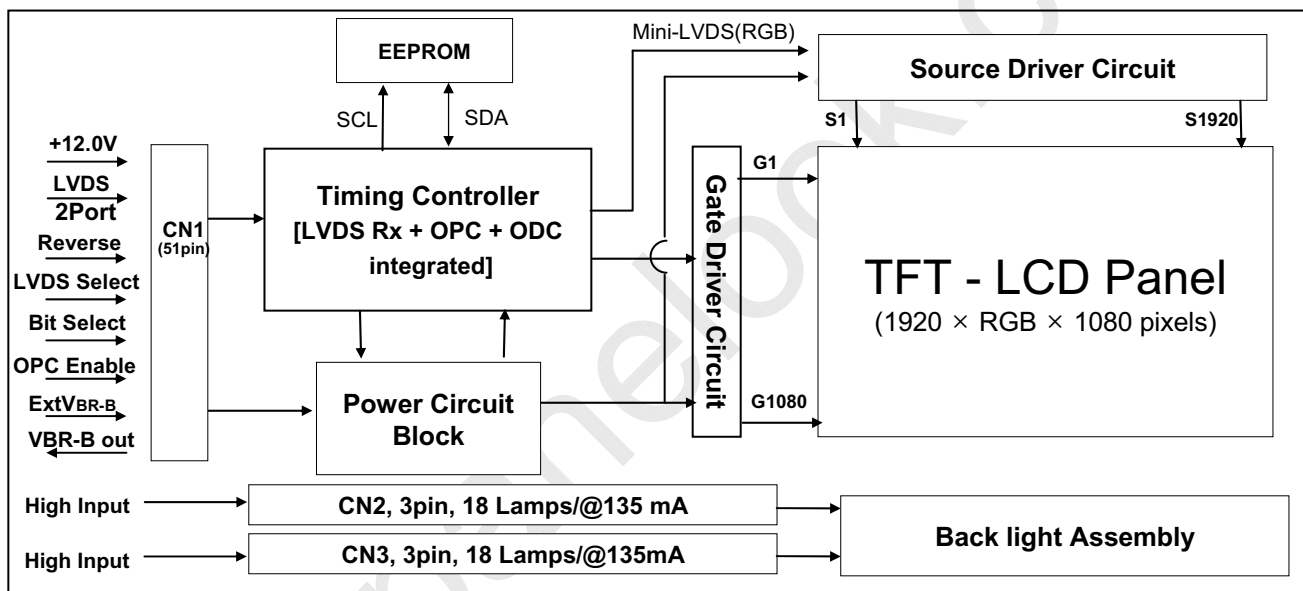 EEPROM
Mini-LVDS(RGB)
Source Driver Circuit
SCL
SDA
S1
S1920
+12.0V
LVDS
2Port
Reverse
LVDS Select
Bit Select
OPC Enable
ExtVBR-B
VBR-B out
CN1
(51pin)
Timing Controller
[LVDS Rx + OPC + ODC
integrated]
Power Circuit
Block
Gate Driver Circuit
G1
G1080
TFT - LCD Panel
(1920 × RGB × 1080 pixels)
High Input
CN2, 3pin, 18 Lamps/@135 mA
High Input
CN3, 3pin, 18 Lamps/@135mA
Back light Assembly